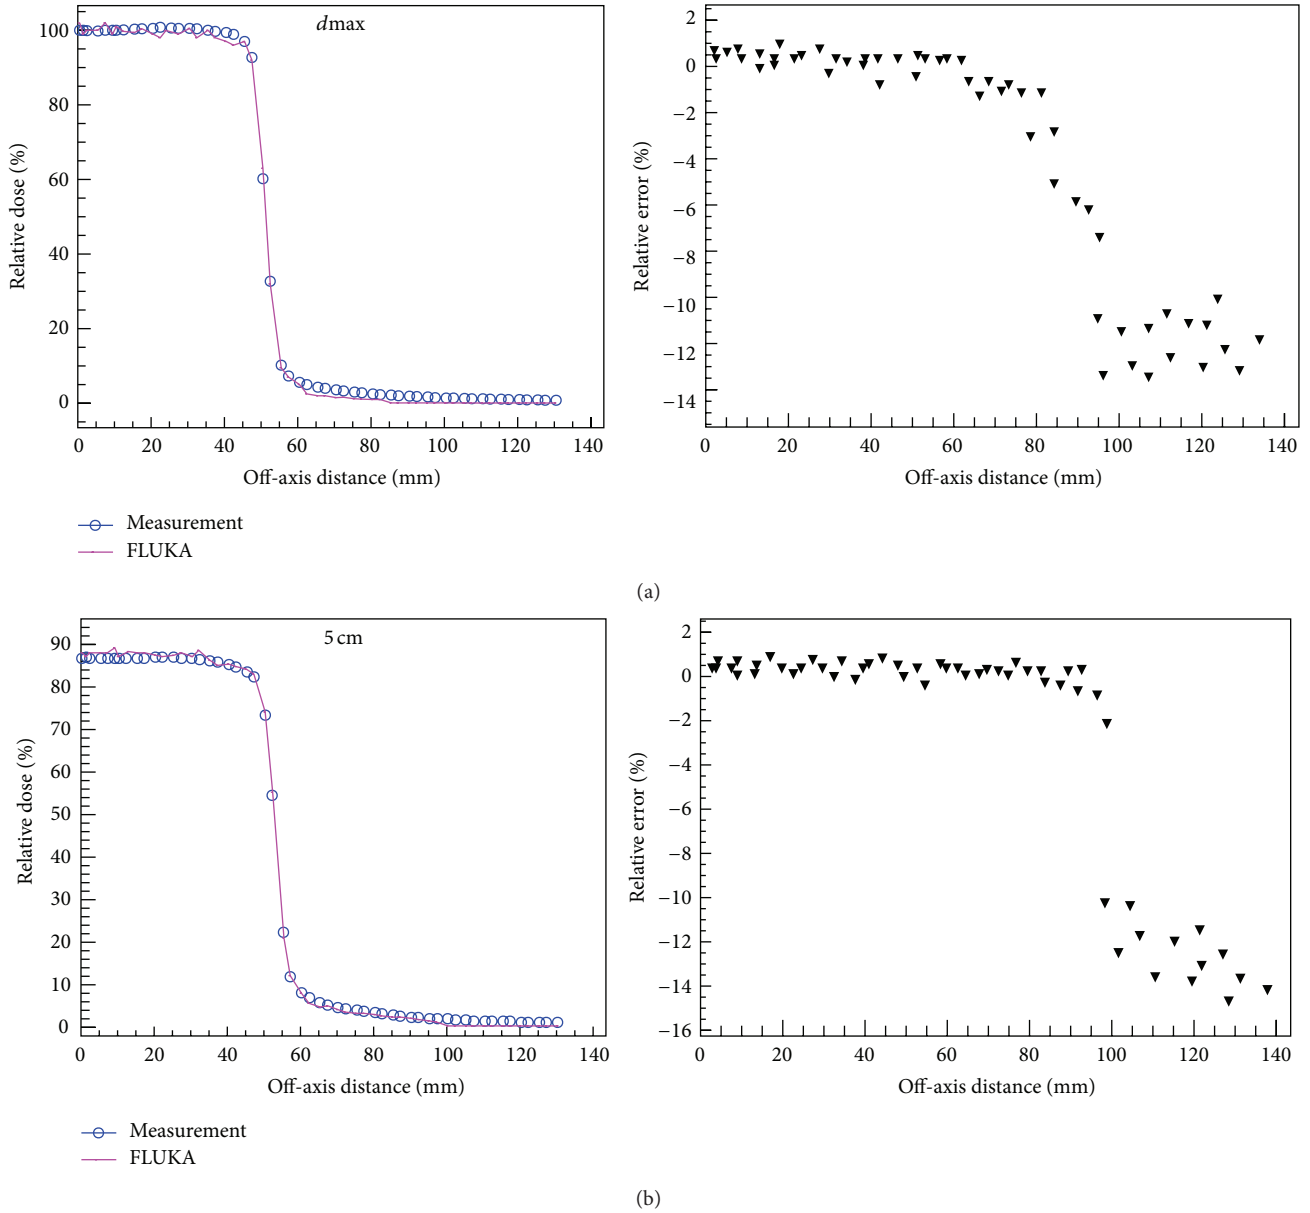 dmax
Relative dose (%)
100
80
60
40
20
0
0 20 40 60 80 100 120 140
Off-axis distance (mm)
Measurement
FLUKA
Relative error (%)
2
0
−2
−4
−6
−8
−10
−12
−14
0 20 40 60 80 100 120 140
Off-axis distance (mm)
(a)
5 cm
Relative dose (%)
90
80
70
60
50
40
30
20
10
0
0 20 40 60 80 100 120 140
Off-axis distance (mm)
Measurement
FLUKA
Relative error (%)
2
0
−2
−4
−6
−8
−10
−12
−14
−16
0 20 40 60 80 100 120 140
Off-axis distance (mm)
(b)